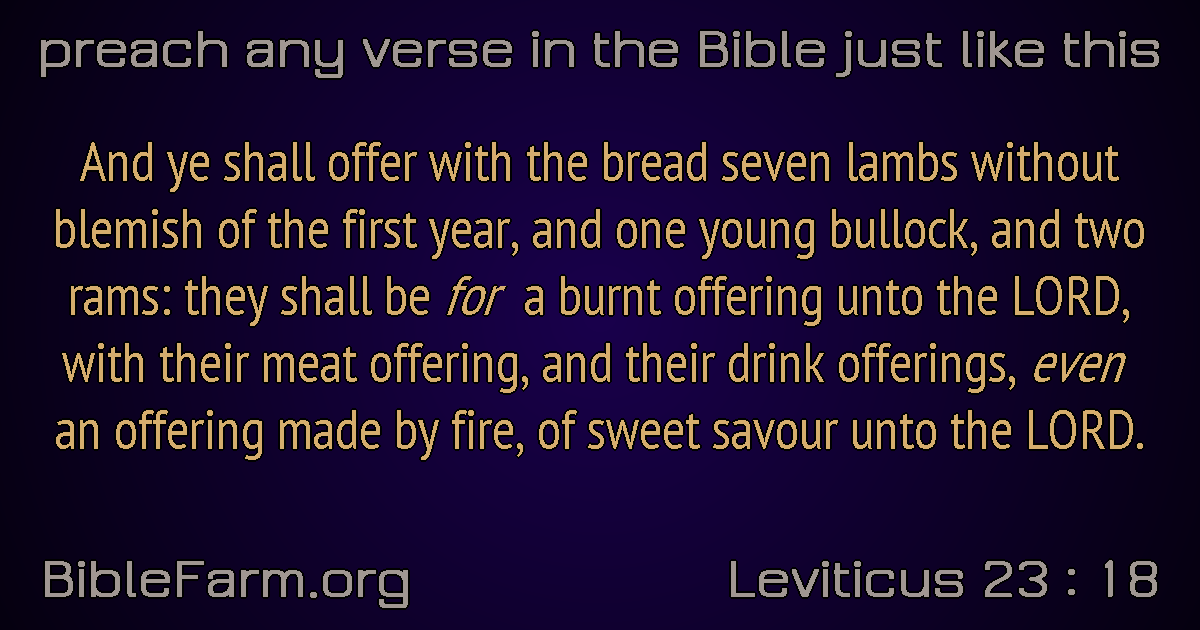 preach any verse in the Bible just like this
And ye shall offer with the bread seven lambs without
blemish of the first year, and one young bullock, and two
rams: they shall be for a burnt offering unto the LORD,
with their meat offering, and their drink offerings, even
an offering made by fire, of sweet savour unto the LORD.
BibleFarm.org
Leviticus 23 : 18